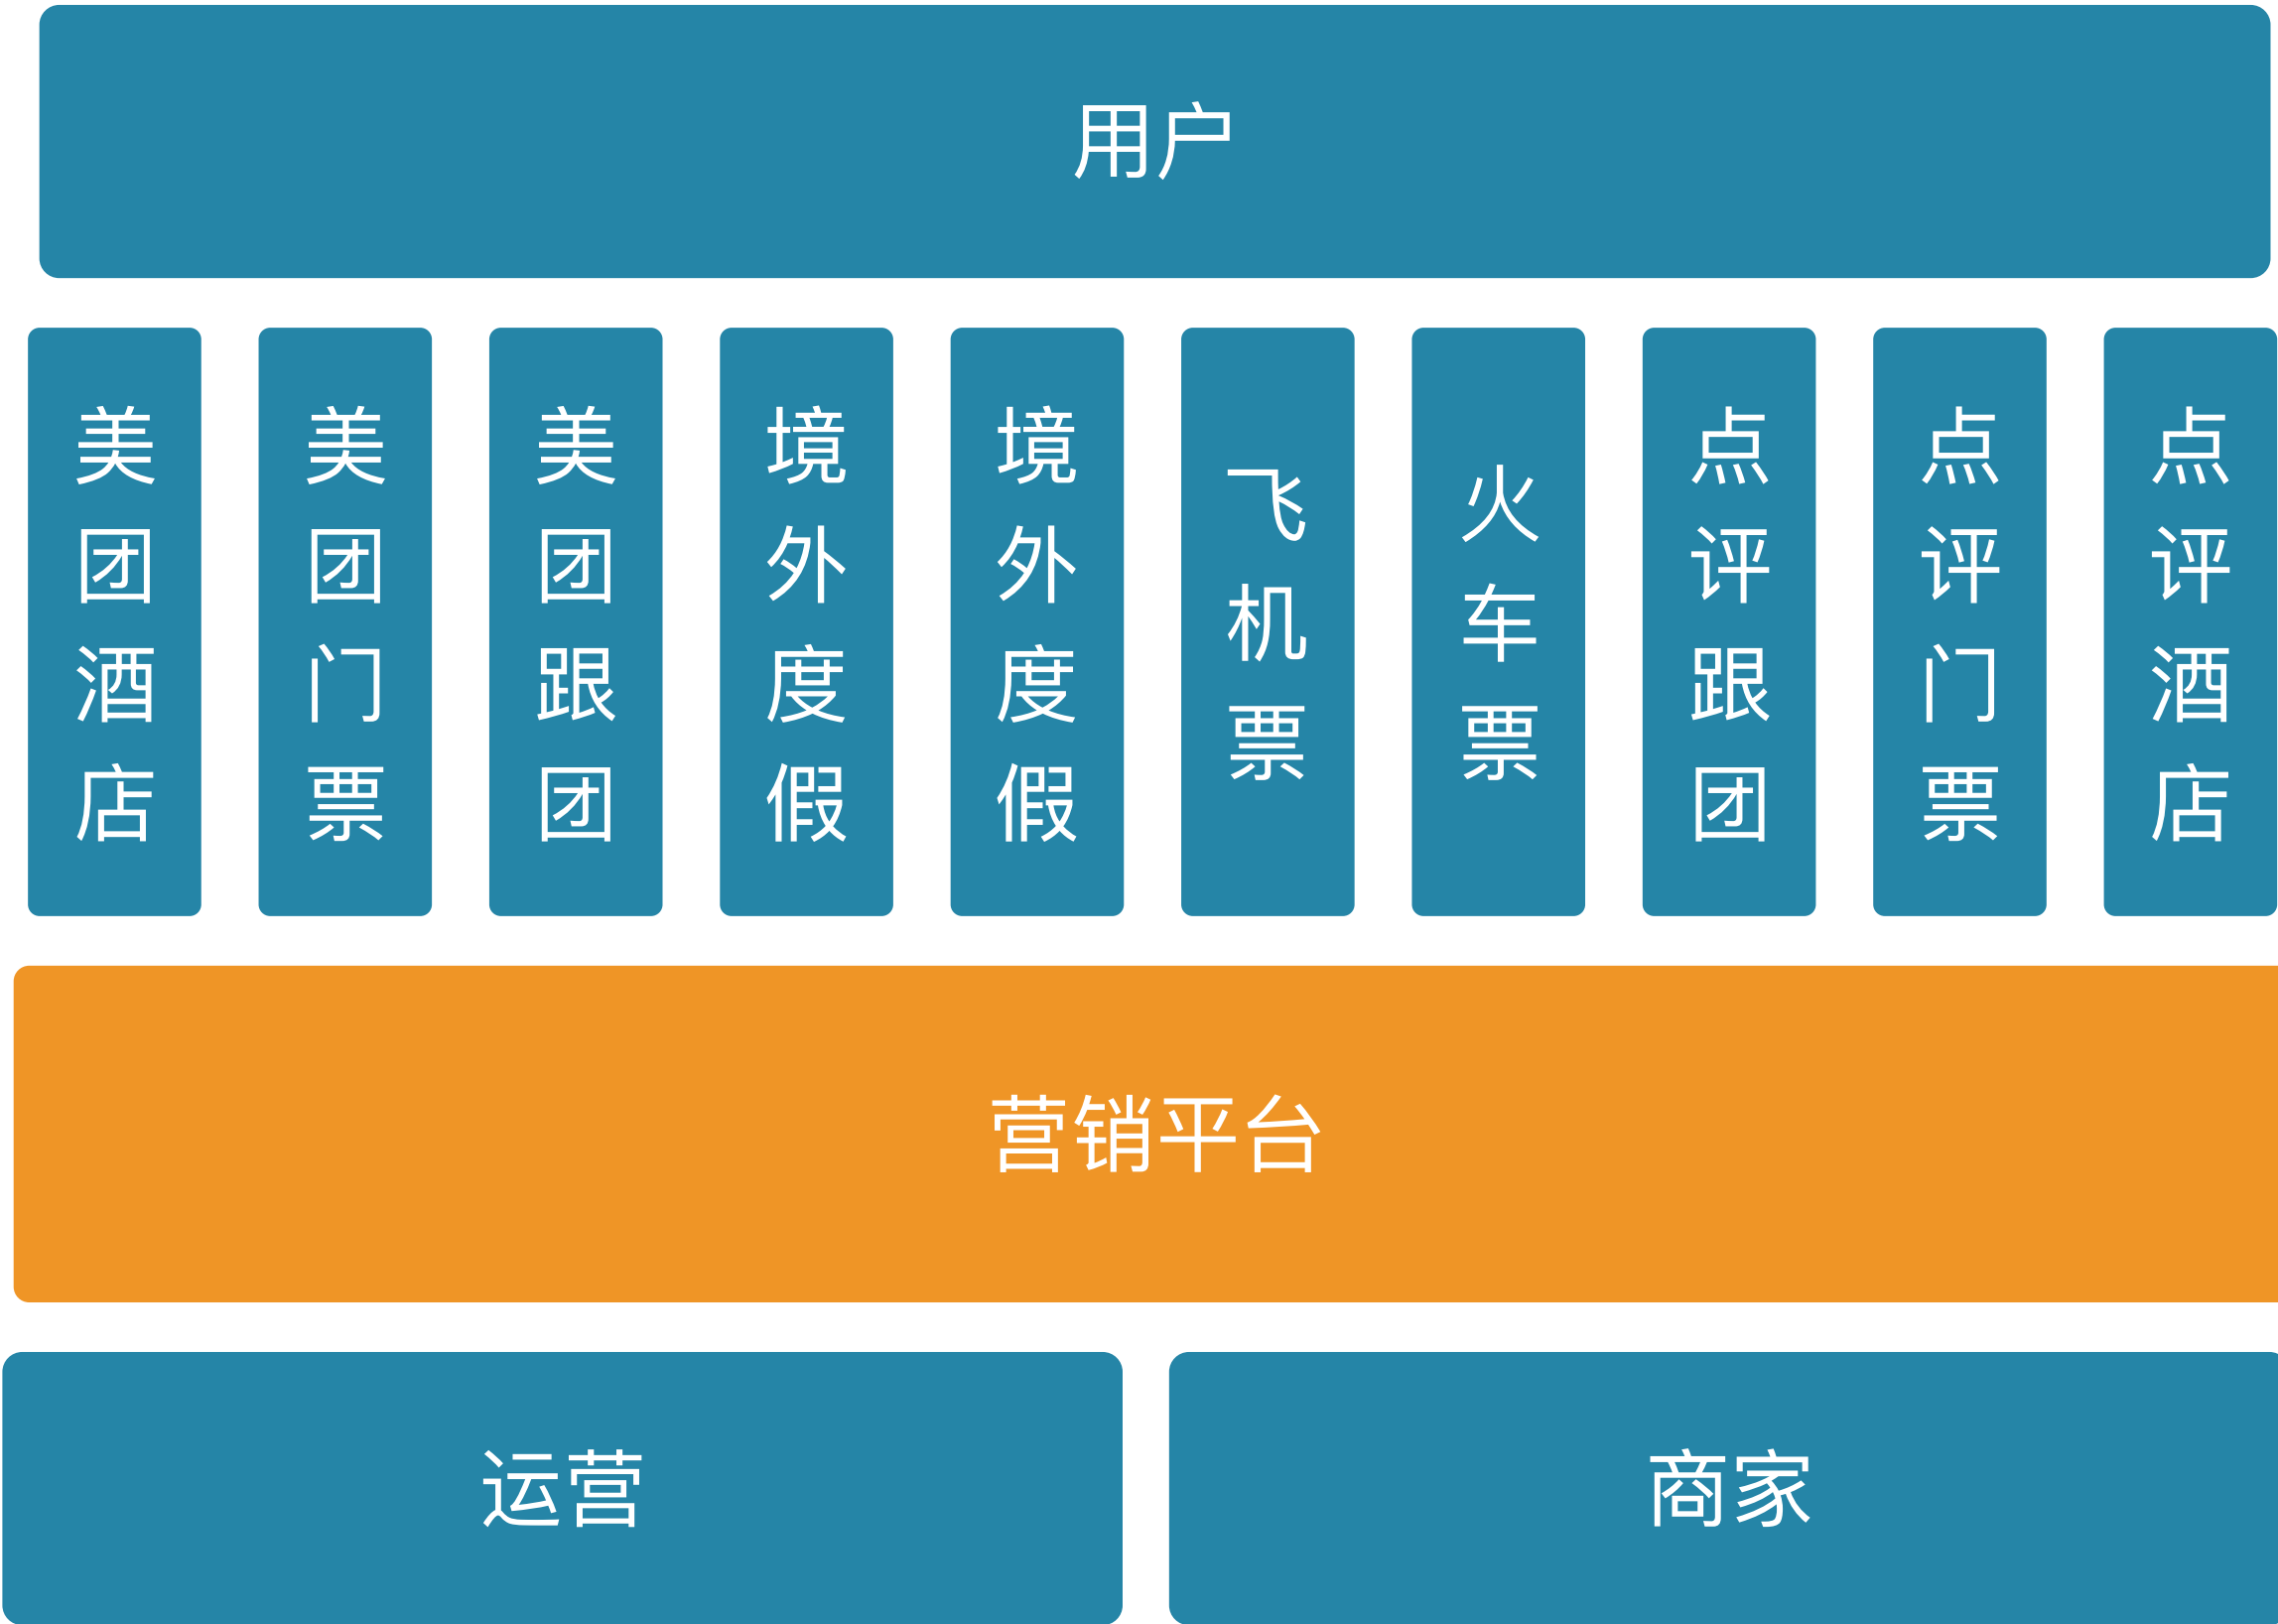 用户
美团酒店
美团门票
美团跟团
境外度假
境外度假
飞机票
火车票
点评跟团
点评门票
点评酒店
营销平台
运营
商家